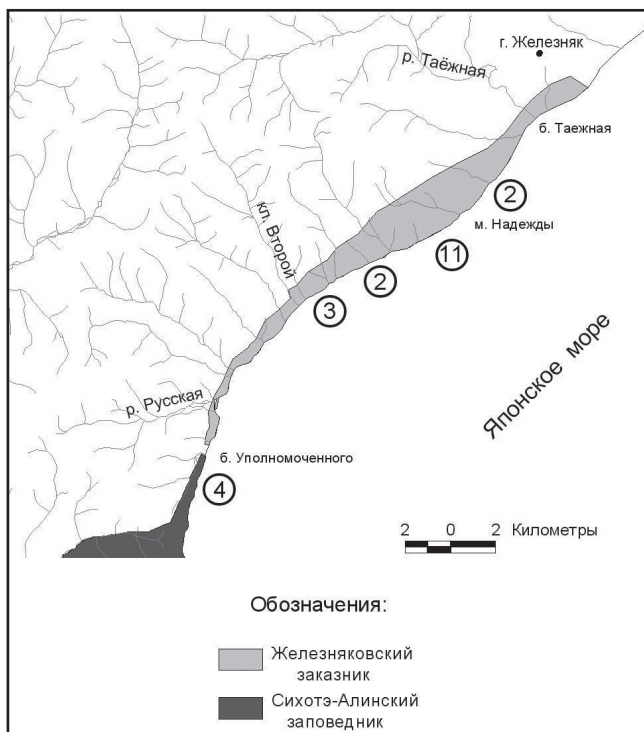 г. Железняк
р. Таёжная
б. Таежная
2
м. Надежды
кл. Второй
11
2
3
Японское море
р. Русская
б. Уполномоченного
4
2 0 2 Километры
Обозначения:
Железняковский
заказник
Сихотэ-Алинский
заповедник